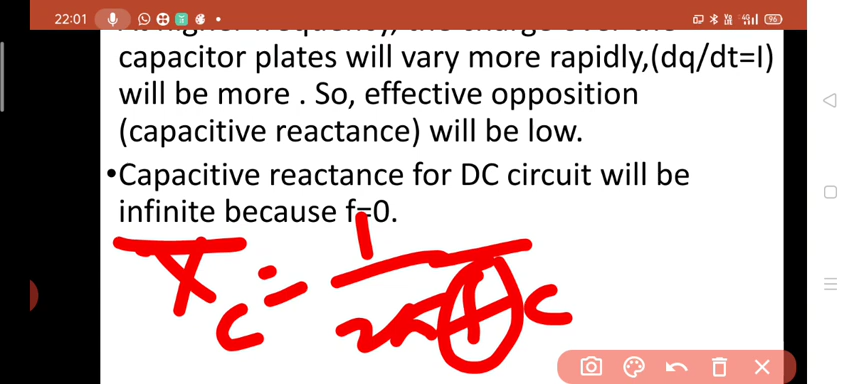 22:01
capacitor plates will vary more rapidly,(dq/dt=I)
will be more . So, effective opposition
(capacitive reactance) will be low.
•Capacitive reactance for DC circuit will be
infinite because f=0.
Xc = 1/2πfC